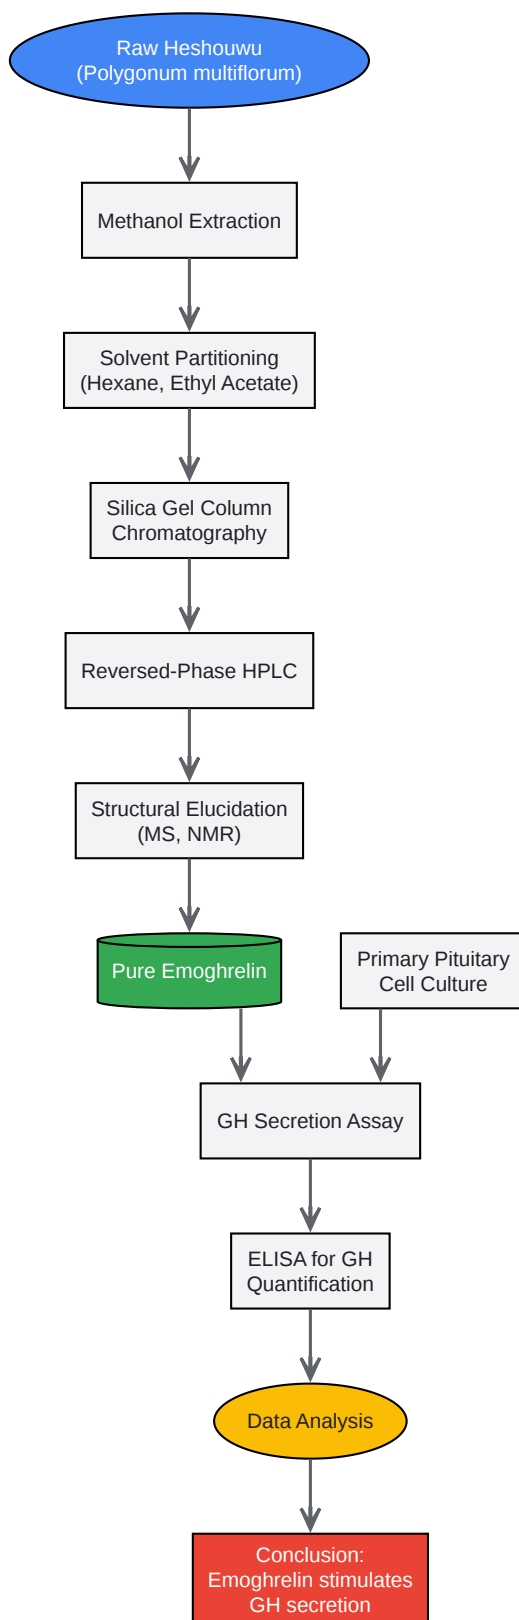 Raw Heshouwu
(Polygonum multiflorum)
Methanol Extraction
Solvent Partitioning
(Hexane, Ethyl Acetate)
Silica Gel Column
Chromatography
Reversed-Phase HPLC
Structural Elucidation
(MS, NMR)
Pure Emoghrelin
Primary Pituitary
Cell Culture
GH Secretion Assay
ELISA for GH
Quantification
Data Analysis
Conclusion:
Emoghrelin stimulates
GH secretion